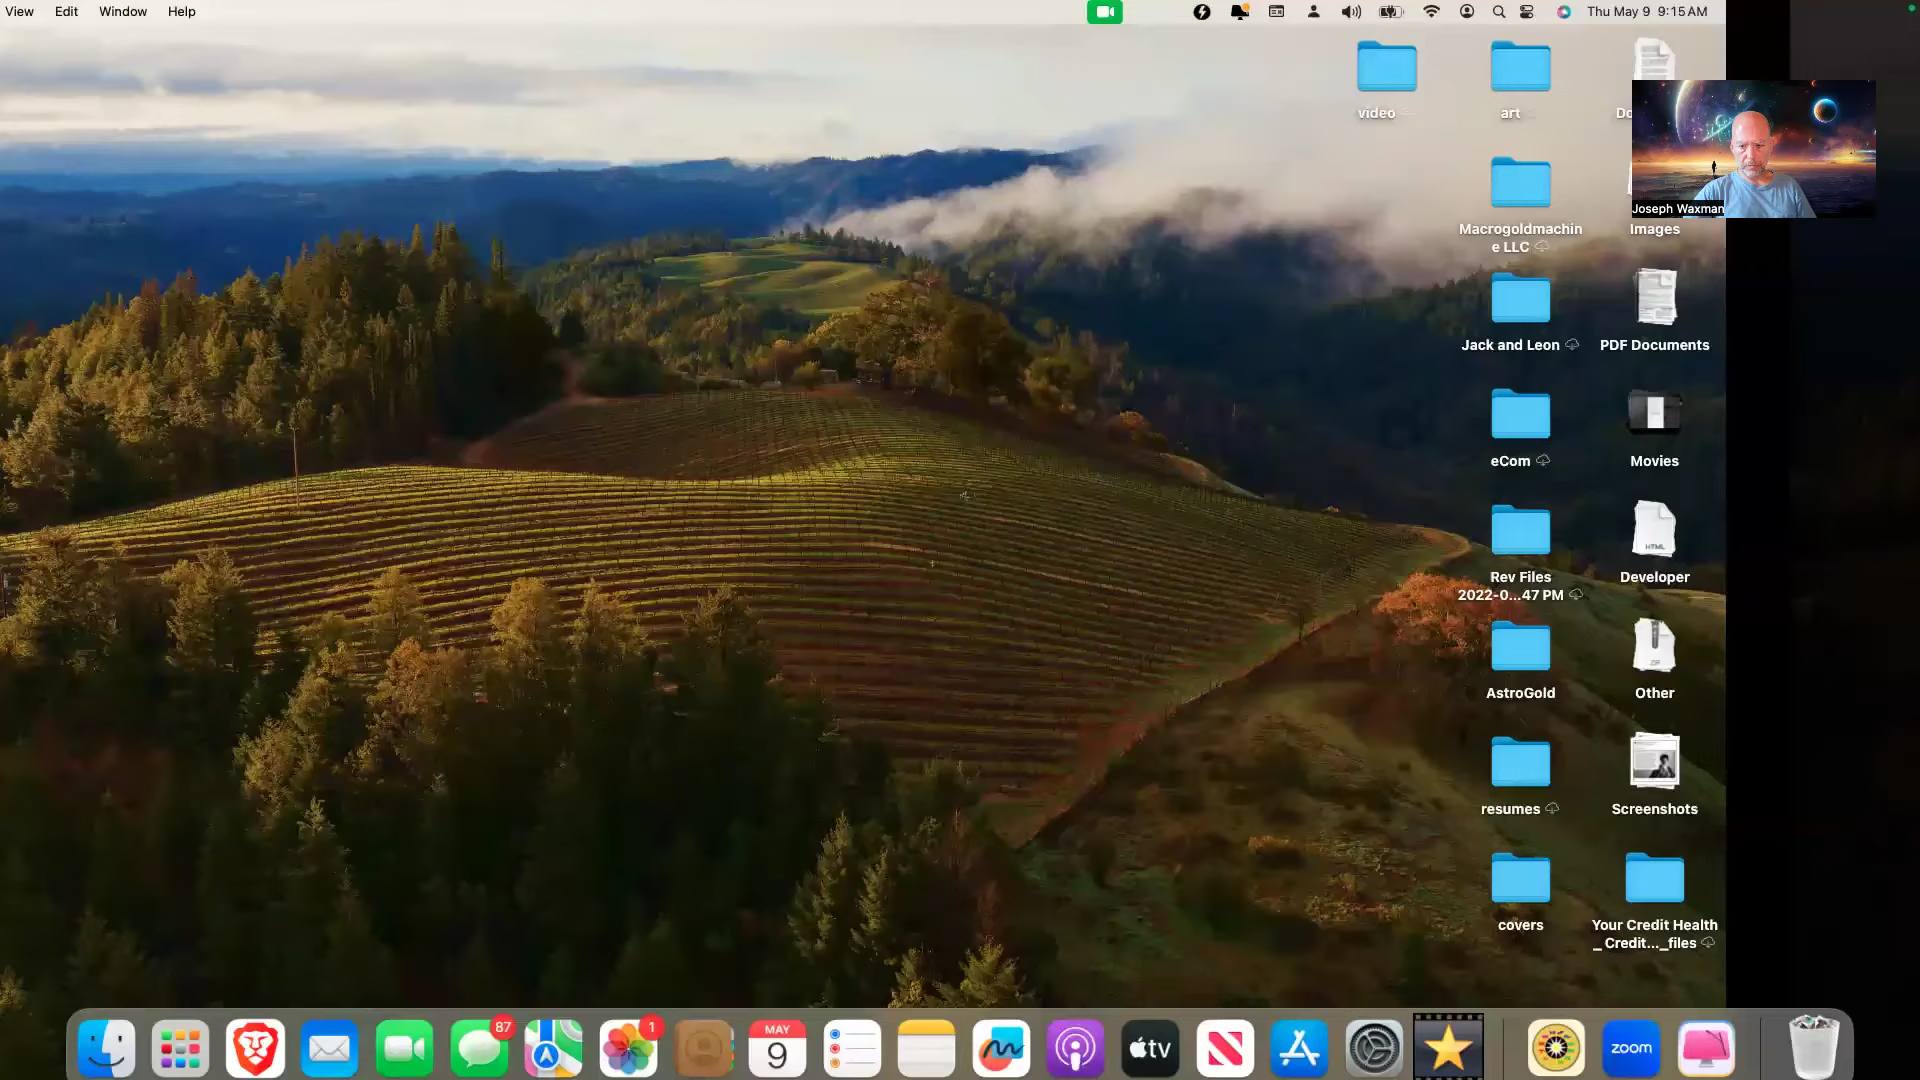 View Edit Window Help
Thu May 9 9:15 AM
video
art
Joseph Waxman
Macrogoldmachin
e LLC
Images
Jack and Leon
PDF Documents
eCom
Movies
Rev Files
2022-0...47 PM
HTML
Developer
AstroGold
ZIP
Other
resumes
Screenshots
covers
Your Credit Health
_ Credit..._files
87
1
MAY
9
tv
zoom